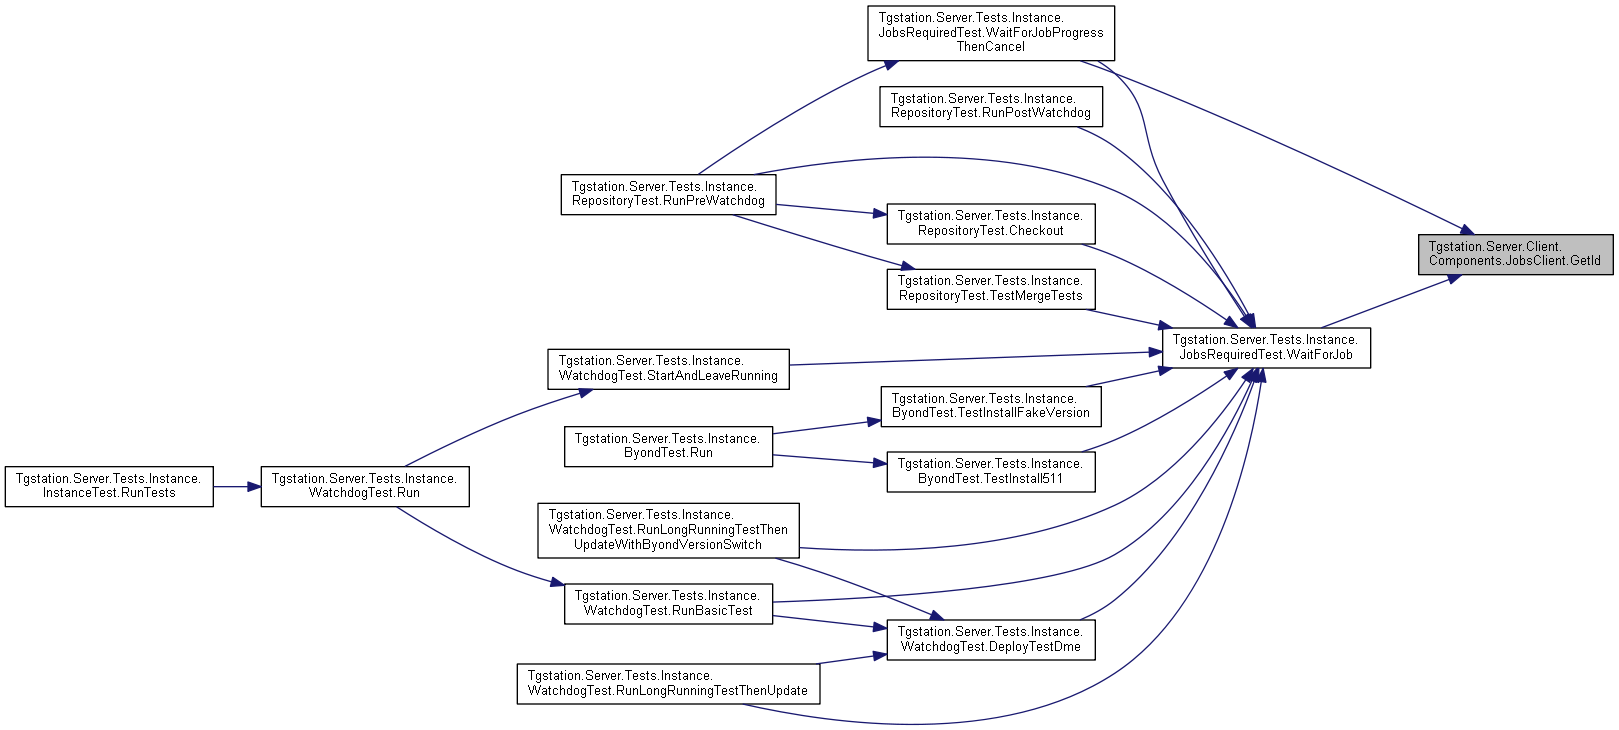 Tgstation.Server.Tests.Instance.
JobsRequiredTest.WaitForJobProgress
ThenCancel
Tgstation.Server.Tests.Instance.
RepositoryTest.RunPostWatchdog
Tgstation.Server.Tests.Instance.
RepositoryTest.RunPreWatchdog
Tgstation.Server.Tests.Instance.
RepositoryTest.Checkout
Tgstation.Server.Client.
Components.JobsClient.GetId
Tgstation.Server.Tests.Instance.
RepositoryTest.TestMergeTests
Tgstation.Server.Tests.Instance.
JobsRequiredTest.WaitForJob
Tgstation.Server.Tests.Instance.
WatchdogTest.StartAndLeaveRunning
Tgstation.Server.Tests.Instance.
ByondTest.TestInstallFakeVersion
Tgstation.Server.Tests.Instance.
ByondTest.Run
Tgstation.Server.Tests.Instance.
ByondTest.TestInstall511
Tgstation.Server.Tests.Instance.
InstanceTest.RunTests
Tgstation.Server.Tests.Instance.
WatchdogTest.Run
Tgstation.Server.Tests.Instance.
WatchdogTest.RunLongRunningTestThen
UpdateWithByondVersionSwitch
Tgstation.Server.Tests.Instance.
WatchdogTest.RunBasicTest
Tgstation.Server.Tests.Instance.
WatchdogTest.DeployTestDme
Tgstation.Server.Tests.Instance.
WatchdogTest.RunLongRunningTestThenUpdate